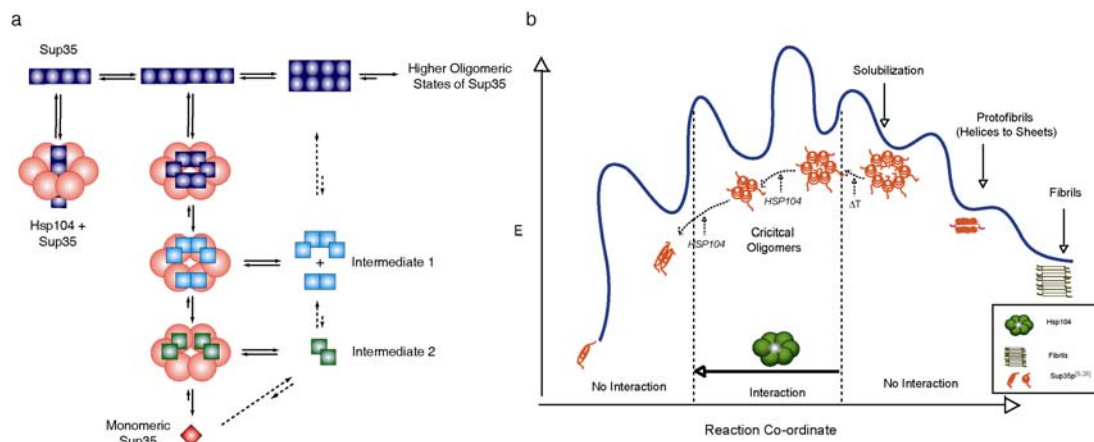 a
Sup35
Higher Oligomeric
States of Sup35
Hsp104 +
Sup35
+
Intermediate 1
Intermediate 2
Monomeric
Sup35
b
Solubilization
Protofibrils
(Helices to Sheets)
Fibrils
E
HSP104
ΔT
HSP104
Cricitcal
Oligomers
Hsp104
Fibrils
Sup35p
No Interaction
Interaction
No Interaction
Reaction Co-ordinate